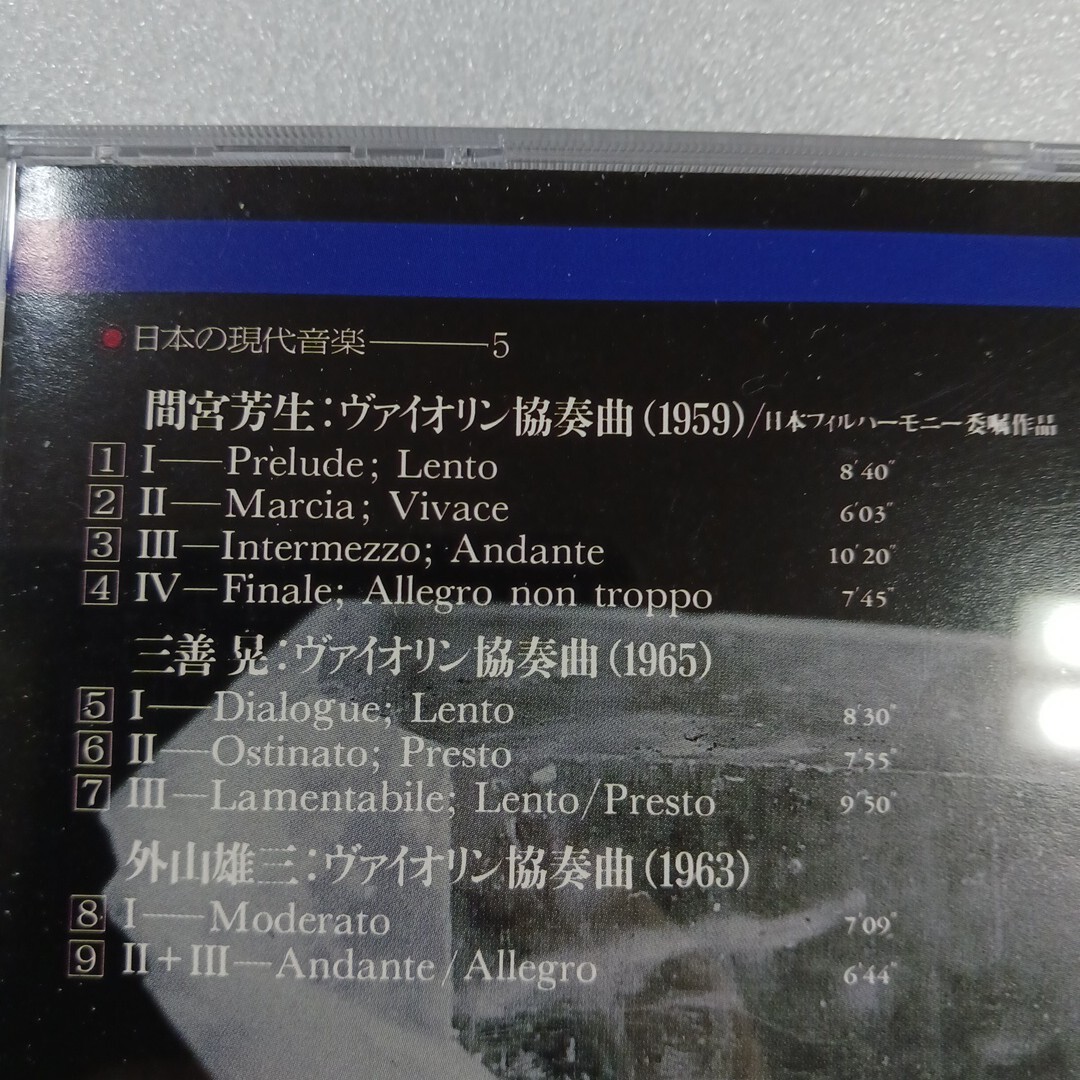 ●日本の現代音楽———5
間宮芳生:ヴァイオリン協奏曲(1959)/日本フィルハーモニー委嘱作品
1 I—Prelude; Lento 8'40"
2 II—Marcia; Vivace 6'03"
3 III—Intermezzo; Andante 10'20"
4 IV—Finale; Allegro non troppo 7'45"
三善 晃:ヴァイオリン協奏曲(1965)
5 I—Dialogue; Lento 8'30"
6 II—Ostinato; Presto 7'55"
7 III—Lamentabile; Lento/Presto 9'50"
外山雄三:ヴァイオリン協奏曲(1963)
8 I—Moderato 7'09"
9 II+III—Andante/Allegro 6'44"